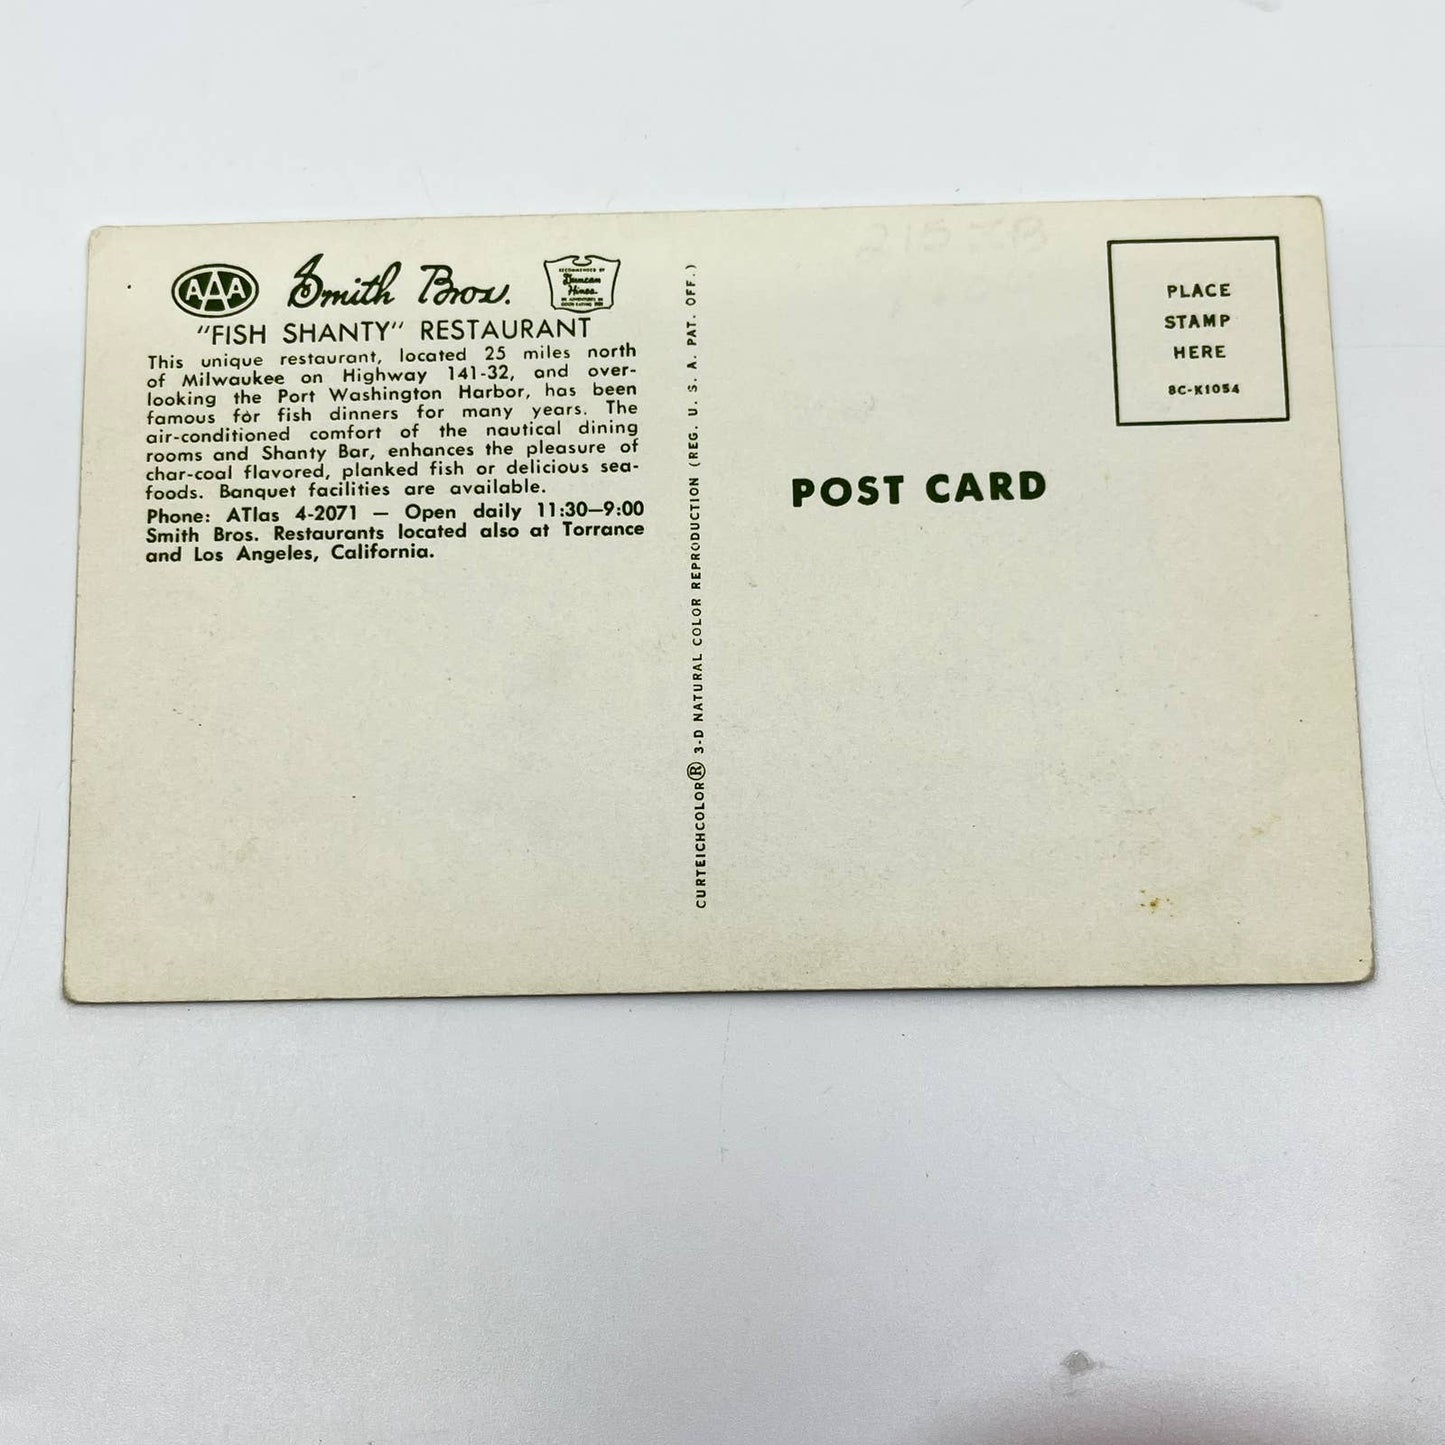 AAA
Smith Bros.
RECOMMENDED BY
Duncan
Hines
"FISH SHANTY" RESTAURANT
This unique restaurant, located 25 miles north
of Milwaukee on Highway 141-32, and over-
looking the Port Washington Harbor, has been
famous for fish dinners for many years. The
air-conditioned comfort of the nautical dining
rooms and Shanty Bar, enhances the pleasure of
char-coal flavored, planked fish or delicious sea-
foods. Banquet facilities are available.
Phone: ATlas 4-2071 — Open daily 11:30—9:00
Smith Bros. Restaurants located also at Torrance
and Los Angeles, California.
CURTEICHCOLOR® 3-D NATURAL COLOR REPRODUCTION (REG. U. S. A. PAT. OFF.)
POST CARD
PLACE
STAMP
HERE
8C-K1054